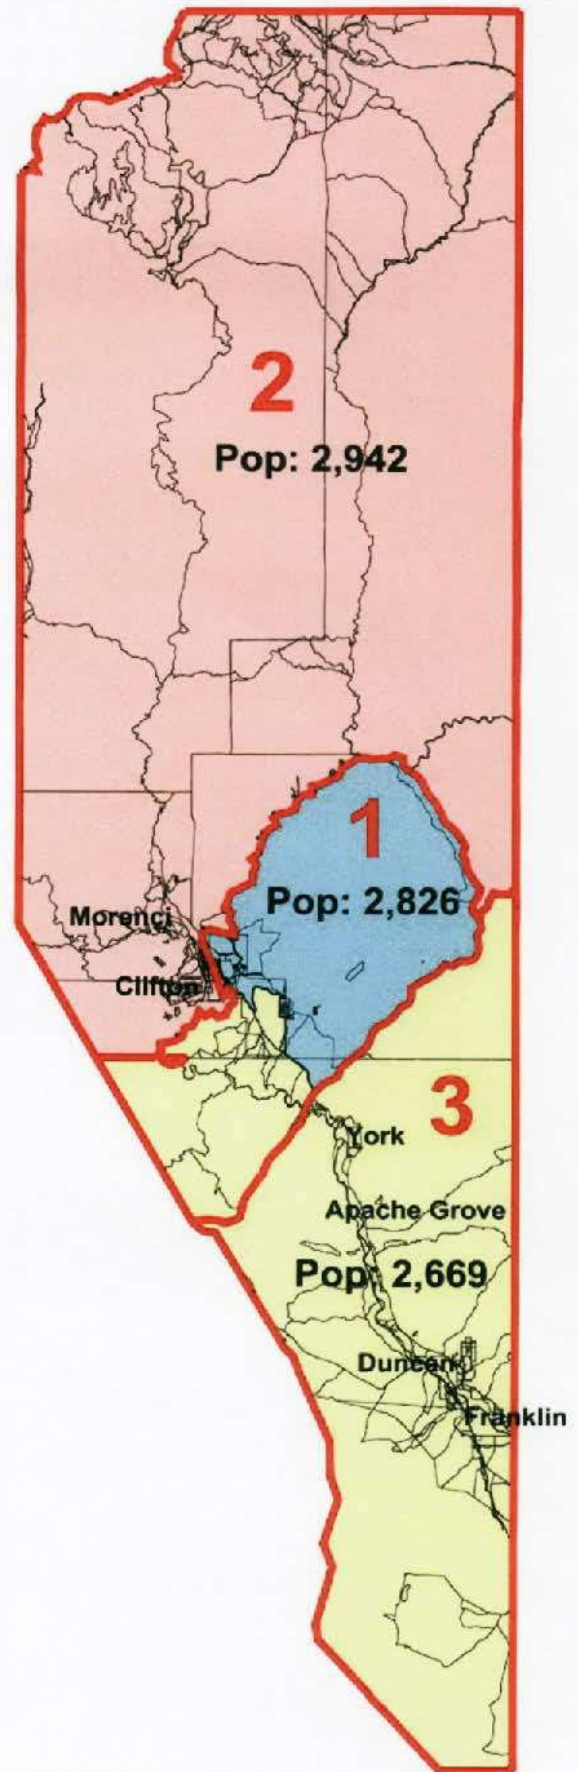 2
Pop: 2,942
1
Pop: 2,826
Morenci
Clifton
3
York
Apache Grove
Pop: 2,669
Duncan
Franklin